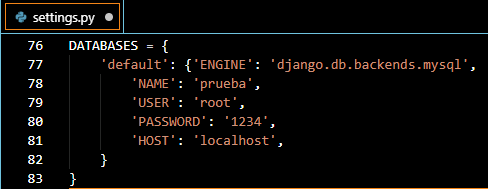 settings.py
76 DATABASES = {
77     'default': {'ENGINE': 'django.db.backends.mysql',
78         'NAME': 'prueba',
79         'USER': 'root',
80         'PASSWORD': '1234',
81         'HOST': 'localhost',
82     }
83 }